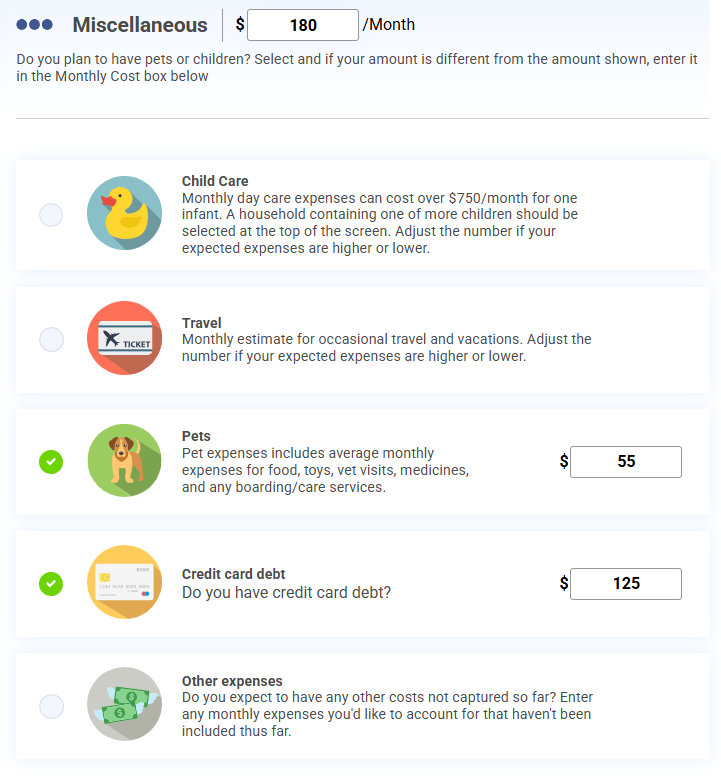 Miscellaneous $ 180 /Month
Do you plan to have pets or children? Select and if your amount is different from the amount shown, enter it
in the Monthly Cost box below
Child Care
Monthly day care expenses can cost over $750/month for one
infant. A household containing one of more children should be
selected at the top of the screen. Adjust the number if your
expected expenses are higher or lower.
TICKET
Travel
Monthly estimate for occasional travel and vacations. Adjust the
number if your expected expenses are higher or lower.
Pets
Pet expenses includes average monthly
expenses for food, toys, vet visits, medicines,
and any boarding/care services.
$ 55
BANK
Credit card debt
Do you have credit card debt?
$ 125
Other expenses
Do you expect to have any other costs not captured so far? Enter
any monthly expenses you'd like to account for that haven't been
included thus far.